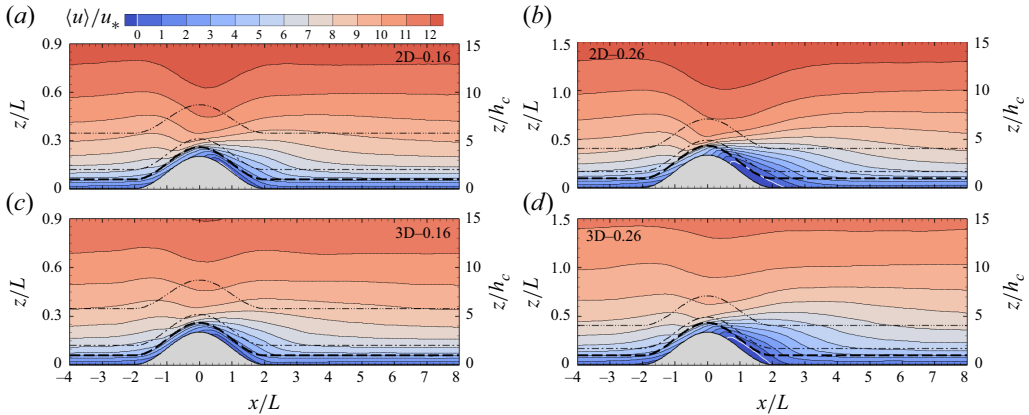 (a) ⟨u⟩/u* 0 1 2 3 4 5 6 7 8 9 10 11 12 (b)
0.9 0.6 0.3 0 z/L 2D–0.16 15 10 5 0 z/h_c
1.5 1.0 0.5 0 z/L 2D–0.26 15 10 5 0 z/h_c
(c) (d)
0.9 0.6 0.3 0 z/L 3D–0.16 15 10 5 0 z/h_c
1.5 1.0 0.5 0 z/L 3D–0.26 15 10 5 0 z/h_c
−4 −3 −2 −1 0 1 2 3 4 5 6 7 8 −4 −3 −2 −1 0 1 2 3 4 5 6 7 8
x/L x/L